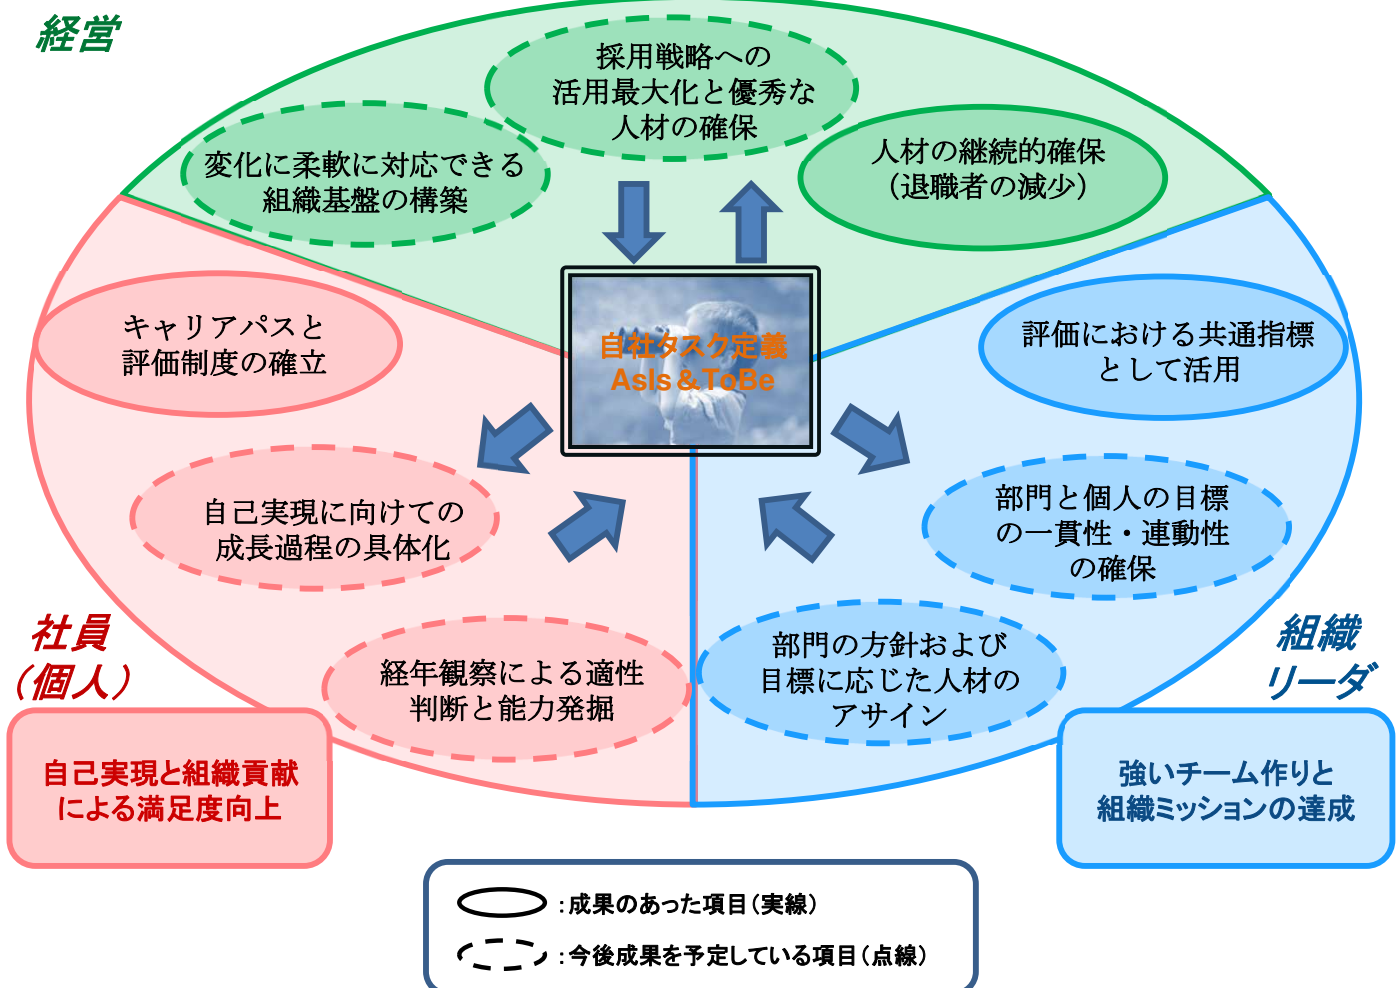 経営
採用戦略への
活用最大化と優秀な
人材の確保
変化に柔軟に対応できる
組織基盤の構築
人材の継続的確保
（退職者の減少）
自社タスク定義
AsIs＆ToBe
キャリアパスと
評価制度の確立
自己実現に向けての
成長過程の具体化
経年観察による適性
判断と能力発掘
評価における共通指標
として活用
部門と個人の目標
の一貫性・連動性
の確保
部門の方針および
目標に応じた人材の
アサイン
社員
（個人）
自己実現と組織貢献
による満足度向上
組織
リーダ
強いチーム作りと
組織ミッションの達成
：成果のあった項目（実線）
：今後成果を予定している項目（点線）